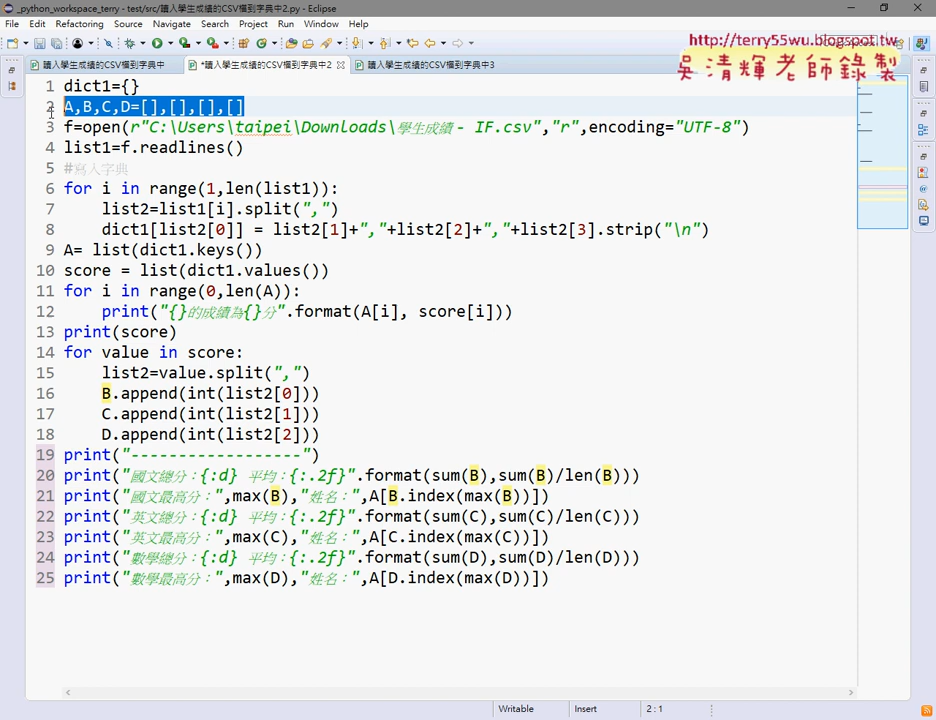 _python_workspace_terry - test/src/讀入學生成績的CSV檔到字典中2.py - Eclipse
File Edit Refactoring Source Navigate Search Project Run Window Help
http://terry55wu.blogspot.tw
吳清輝老師錄製
讀入學生成績的CSV檔到字典中
*讀入學生成績的CSV檔到字典中2
讀入學生成績的CSV檔到字典中3
1 dict1={}
2 A,B,C,D=[],[],[],[]
3 f=open(r"C:\Users\taipei\Downloads\學生成績 - IF.csv","r",encoding="UTF-8")
4 list1=f.readlines()
5 #寫入字典
6 for i in range(1,len(list1)):
7     list2=list1[i].split(",")
8     dict1[list2[0]] = list2[1]+","+list2[2]+","+list2[3].strip("\n")
9 A= list(dict1.keys())
10 score = list(dict1.values())
11 for i in range(0,len(A)):
12     print("{}的成績為{}分".format(A[i], score[i]))
13 print(score)
14 for value in score:
15     list2=value.split(",")
16     B.append(int(list2[0]))
17     C.append(int(list2[1]))
18     D.append(int(list2[2]))
19 print("------------------")
20 print("國文總分：{:d} 平均：{:.2f}".format(sum(B),sum(B)/len(B)))
21 print("國文最高分：",max(B),"姓名：",A[B.index(max(B))])
22 print("英文總分：{:d} 平均：{:.2f}".format(sum(C),sum(C)/len(C)))
23 print("英文最高分：",max(C),"姓名：",A[C.index(max(C))])
24 print("數學總分：{:d} 平均：{:.2f}".format(sum(D),sum(D)/len(D)))
25 print("數學最高分：",max(D),"姓名：",A[D.index(max(D))])
Writable Insert 2 : 1